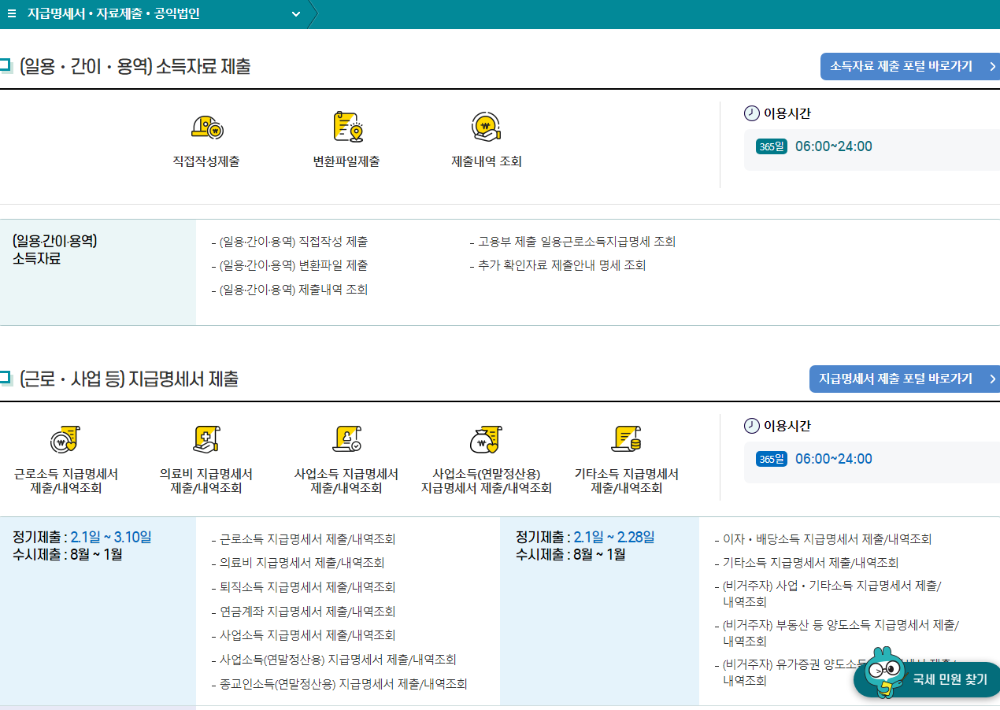 지급명세서・자료제출・공익법인
(일용・간이・용역) 소득자료 제출
소득자료 제출 포털 바로가기
직접작성제출
변환파일제출
제출내역 조회
이용시간
365일 06:00~24:00
(일용·간이·용역)
소득자료
- (일용·간이·용역) 직접작성 제출
- (일용·간이·용역) 변환파일 제출
- (일용·간이·용역) 제출내역 조회
- 고용부 제출 일용근로소득지급명세 조회
- 추가 확인자료 제출안내 명세 조회
(근로・사업 등) 지급명세서 제출
지급명세서 제출 포털 바로가기
근로소득 지급명세서
제출/내역조회
의료비 지급명세서
제출/내역조회
사업소득 지급명세서
제출/내역조회
사업소득(연말정산용)
지급명세서 제출/내역조회
기타소득 지급명세서
제출/내역조회
이용시간
365일 06:00~24:00
정기제출 : 2.1일 ~ 3.10일
수시제출 : 8월 ~ 1월
- 근로소득 지급명세서 제출/내역조회
- 의료비 지급명세서 제출/내역조회
- 퇴직소득 지급명세서 제출/내역조회
- 연금계좌 지급명세서 제출/내역조회
- 사업소득 지급명세서 제출/내역조회
- 사업소득(연말정산용) 지급명세서 제출/내역조회
- 종교인소득(연말정산용) 지급명세서 제출/내역조회
정기제출 : 2.1일 ~ 2.28일
수시제출 : 8월 ~ 1월
- 이자・배당소득 지급명세서 제출/내역조회
- 기타소득 지급명세서 제출/내역조회
- (비거주자) 사업・기타소득 지급명세서 제출/
내역조회
- (비거주자) 부동산 등 양도소득 지급명세서 제출/
내역조회
- (비거주자) 유가증권 양도소
내역조회
국세 민원 찾기